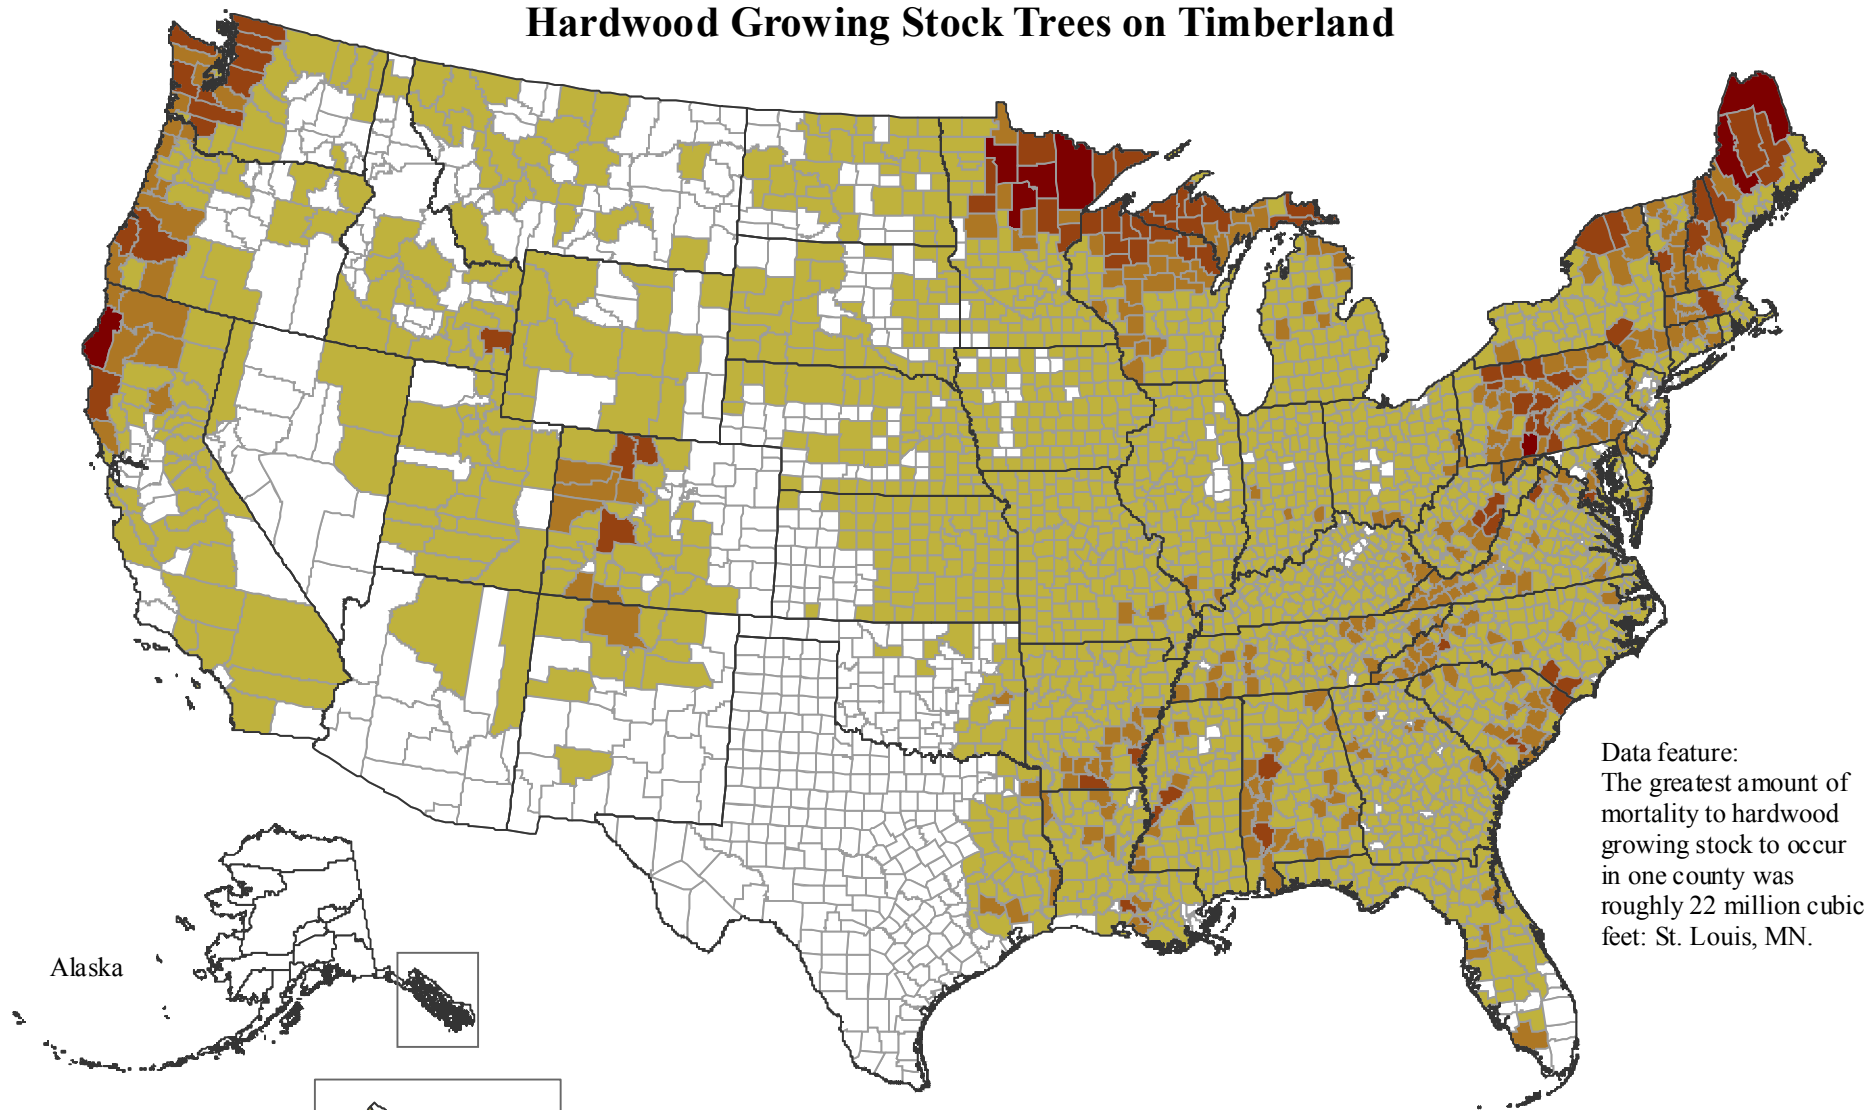 Hardwood Growing Stock Trees on Timberland
Data feature:
The greatest amount of
mortality to hardwood
growing stock to occur
in one county was
roughly 22 million cubic
feet: St. Louis, MN.
Alaska